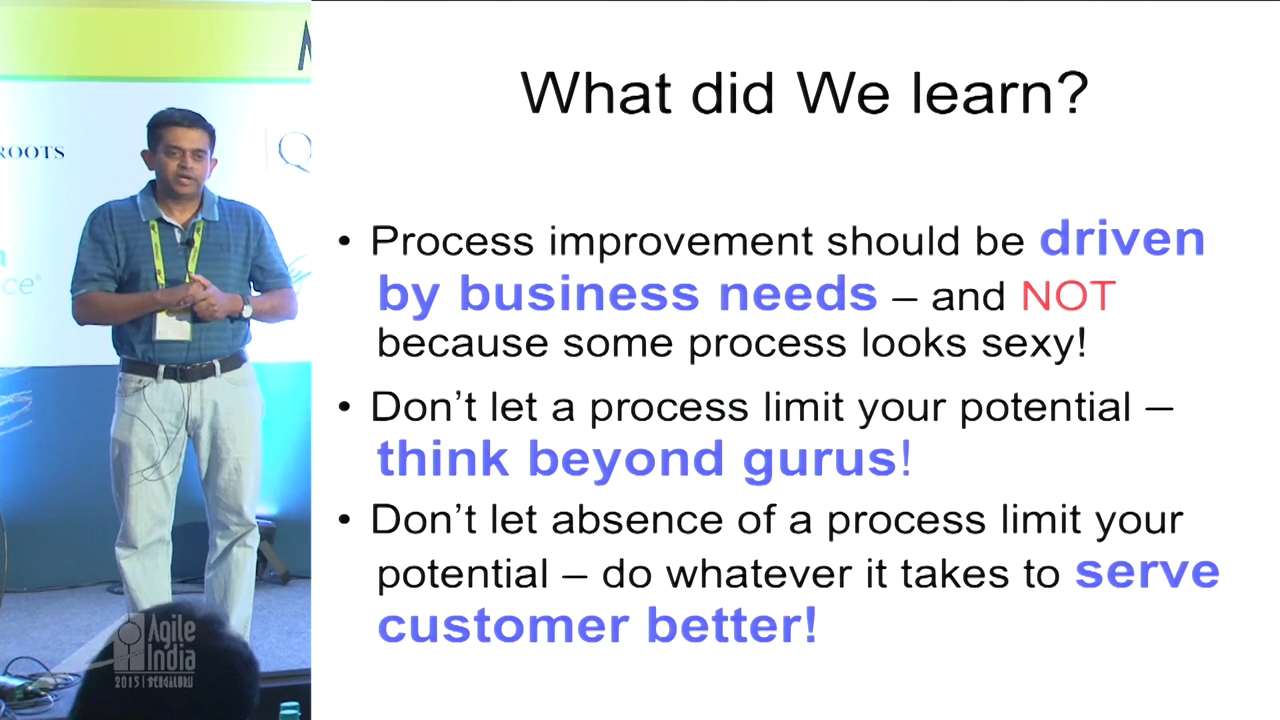 What did We learn?
• Process improvement should be driven
by business needs – and NOT
because some process looks sexy!
• Don’t let a process limit your potential –
think beyond gurus!
• Don’t let absence of a process limit your
potential – do whatever it takes to serve
customer better!
ROOTS
Agile
India
2015 | BENGALURU